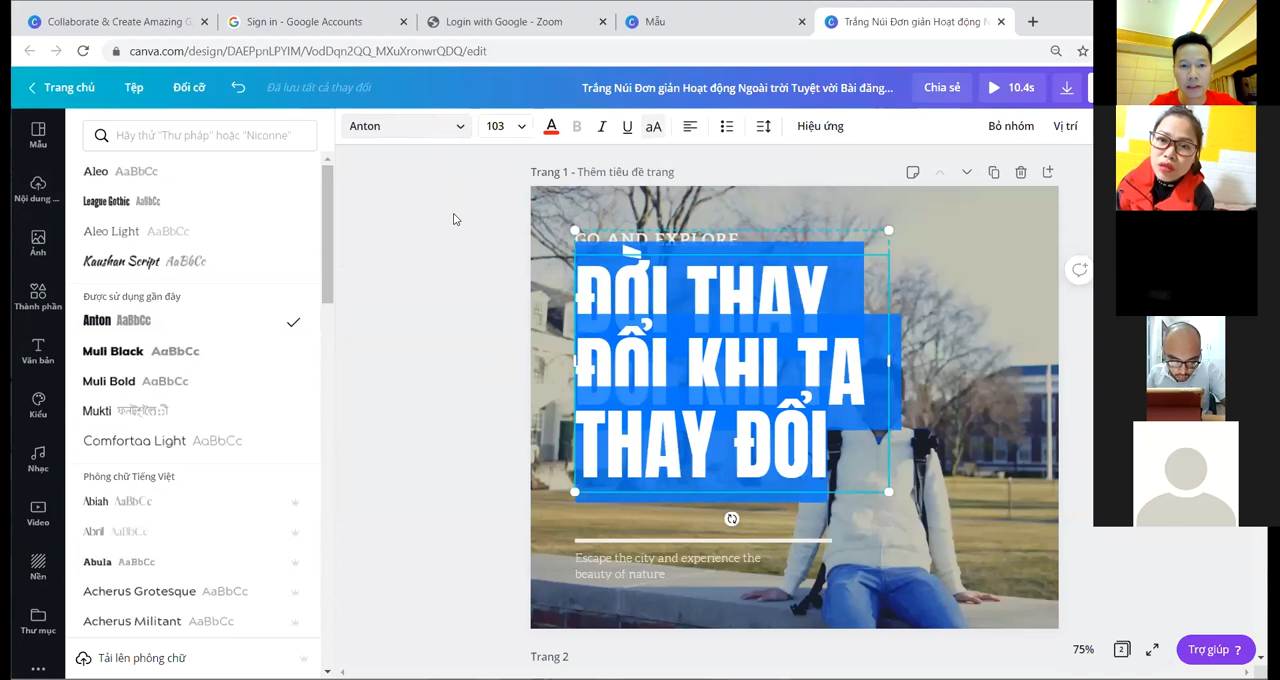 Collaborate & Create Amazing G
Sign in - Google Accounts
Login with Google - Zoom
Mẫu
Trắng Núi Đơn giản Hoạt động N
canva.com/design/DAEPpnLPYIM/VodDqn2QQ_MXuXronwrQDQ/edit
Trang chủ
Tệp
Đổi cỡ
Đã lưu tất cả thay đổi
Trắng Núi Đơn giản Hoạt động Ngoài trời Tuyệt vời Bài đăng...
Chia sẻ
10.4s
Anton
103
A
B
I
U
aA
Hiệu ứng
Bỏ nhóm
Vị trí
Mẫu
Nội dung ...
Ảnh
Thành phần
Văn bản
Kiểu
Nhạc
Video
Nền
Thư mục
Hãy thử "Thư pháp" hoặc "Niconne"
Aleo AaBbCc
League Gothic AaBbCc
Aleo Light AaBbCc
Kaushan Script AaBbCc
Được sử dụng gần đây
Anton AaBbCc
Muli Black AaBbCc
Muli Bold AaBbCc
Mukti
Comfortaa Light AaBbCc
Phông chữ Tiếng Việt
Abiah AaBbCc
Abril AaBbCc
Abula AaBbCc
Acherus Grotesque AaBbCc
Acherus Militant AaBbCc
Tải lên phông chữ
Trang 1 - Thêm tiêu đề trang
GO AND EXPLORE
ĐỜI THAY
ĐỔI KHI TA
THAY ĐỔI
Escape the city and experience the
beauty of nature
Trang 2
75%
2
Trợ giúp ?